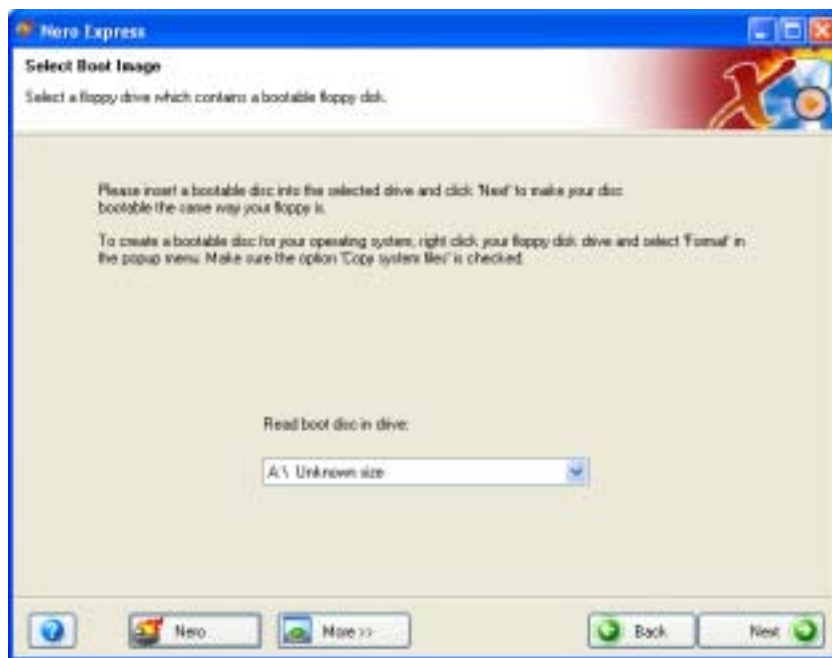 Nero Express
Select Boot Image
Select a floppy drive which contains a bootable floppy disk.
Please insert a bootable disc into the selected drive and click 'Next' to make your disc
bootable the same way your floppy is.
To create a bootable disc for your operating system, right click your floppy disk drive and select 'Format' in
the popup menu. Make sure the option 'Copy system files' is checked.
Read boot disc in drive:
A:\ Unknown size
Nero
More >>
Back
Next